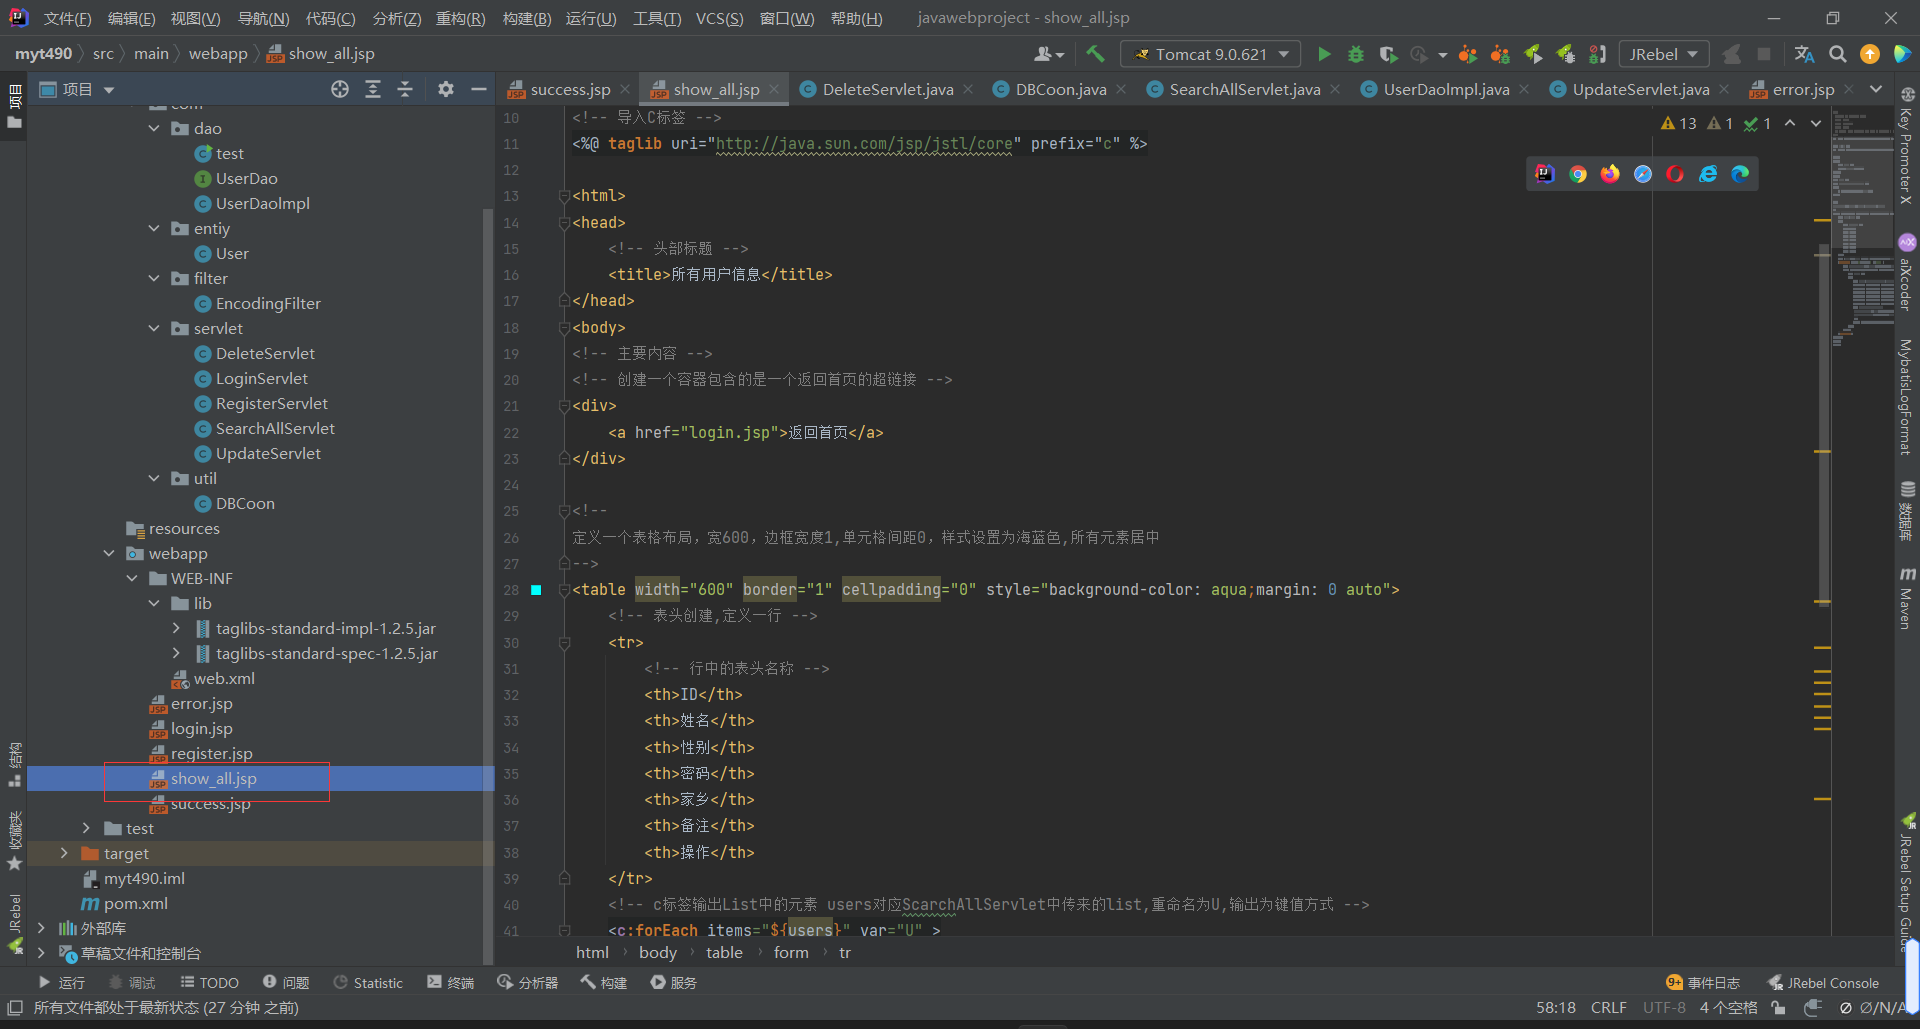 文件(F) 编辑(E) 视图(V) 导航(N) 代码(C) 分析(Z) 重构(R) 构建(B) 运行(U) 工具(T) VCS(S) 窗口(W) 帮助(H) javawebproject - show_all.jsp
myt490 src main webapp show_all.jsp Tomcat 9.0.621 JRebel
项目 success.jsp show_all.jsp DeleteServlet.java DBCoon.java SearchAllServlet.java UserDaoImpl.java UpdateServlet.java error.jsp
项目
com
dao
test
UserDao
UserDaoImpl
entiy
User
filter
EncodingFilter
servlet
DeleteServlet
LoginServlet
RegisterServlet
SearchAllServlet
UpdateServlet
util
DBCoon
resources
webapp
WEB-INF
lib
taglibs-standard-impl-1.2.5.jar
taglibs-standard-spec-1.2.5.jar
web.xml
error.jsp
login.jsp
register.jsp
show_all.jsp
success.jsp
test
target
myt490.iml
pom.xml
外部库
草稿文件和控制台
结构
收藏夹
JRebel
10 <!-- 导入C标签 -->
11 <%@ taglib uri="http://java.sun.com/jsp/jstl/core" prefix="c" %>
12
13 <html>
14 <head>
15 <!-- 头部标题 -->
16 <title>所有用户信息</title>
17 </head>
18 <body>
19 <!-- 主要内容 -->
20 <!-- 创建一个容器包含的是一个返回首页的超链接 -->
21 <div>
22 <a href="login.jsp">返回首页</a>
23 </div>
24
25 <!--
26 定义一个表格布局，宽600，边框宽度1,单元格间距0，样式设置为海蓝色,所有元素居中
27 -->
28 <table width="600" border="1" cellpadding="0" style="background-color: aqua;margin: 0 auto">
29 <!-- 表头创建,定义一行 -->
30 <tr>
31 <!-- 行中的表头名称 -->
32 <th>ID</th>
33 <th>姓名</th>
34 <th>性别</th>
35 <th>密码</th>
36 <th>家乡</th>
37 <th>备注</th>
38 <th>操作</th>
39 </tr>
40 <!-- c标签输出List中的元素 users对应ScarchAllServlet中传来的list,重命名为U,输出为键值方式 -->
41 <c:forEach items="${users}" var="U" >
13 1 1
html body table form tr
Key Promoter X
aiXcoder
MybatisLogFormat
数据库
Maven
JRebel Setup Guide
运行 调试 TODO 问题 Statistic 终端 分析器 构建 服务 9+ 事件日志 JRebel Console
所有文件都处于最新状态 (27 分钟 之前) 58:18 CRLF UTF-8 4 个空格 ∅/N/A